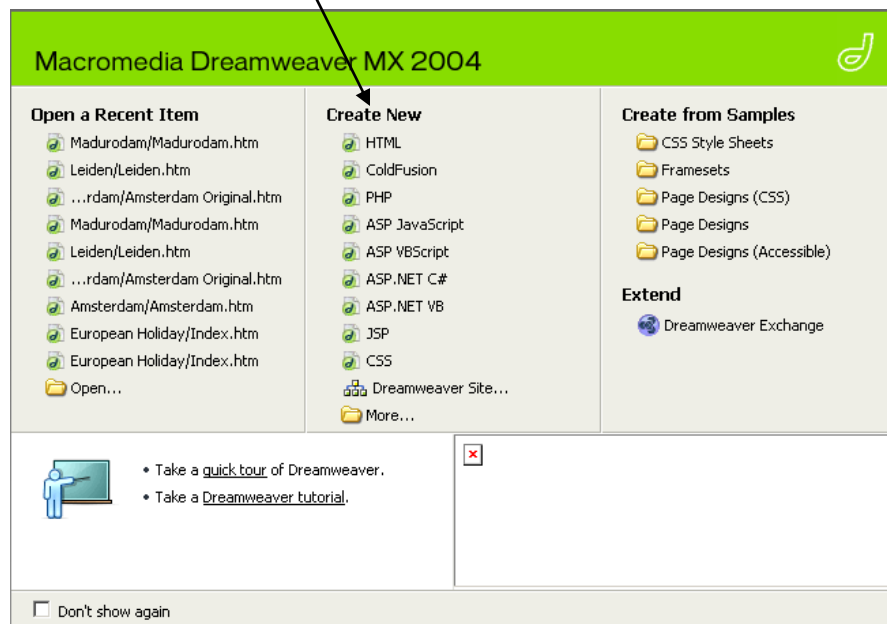 Macromedia Dreamweaver MX 2004
Open a Recent Item
Madurodam/Madurodam.htm
Leiden/Leiden.htm
...rdam/Amsterdam Original.htm
Madurodam/Madurodam.htm
Leiden/Leiden.htm
...rdam/Amsterdam Original.htm
Amsterdam/Amsterdam.htm
European Holiday/Index.htm
European Holiday/Index.htm
Open...
Create New
HTML
ColdFusion
PHP
ASP JavaScript
ASP VBScript
ASP.NET C#
ASP.NET VB
JSP
CSS
Dreamweaver Site...
More...
Create from Samples
CSS Style Sheets
Framesets
Page Designs (CSS)
Page Designs
Page Designs (Accessible)
Extend
Dreamweaver Exchange
• Take a quick tour of Dreamweaver.
• Take a Dreamweaver tutorial.
Don't show again